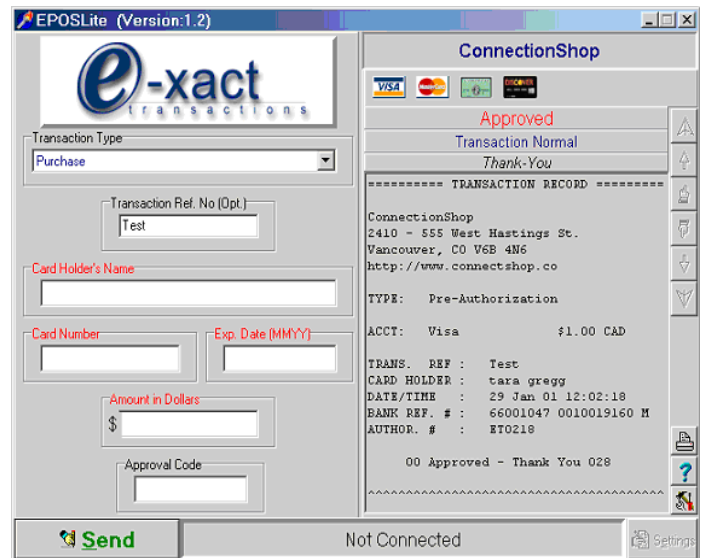 EPOSLite (Version:1.2)
e-xact
transactions
Transaction Type
Purchase
Transaction Ref. No (Opt.)
Test
Card Holder's Name
Card Number
Exp. Date (MMYY)
Amount in Dollars
$
Approval Code
Send
ConnectionShop
VISA MasterCard DISCOVER
Approved
Transaction Normal
Thank-You
========== TRANSACTION RECORD =========
ConnectionShop
2410 - 555 West Hastings St.
Vancouver, CO V6B 4N6
http://www.connectshop.co
TYPE: Pre-Authorization
ACCT: Visa $1.00 CAD
TRANS. REF : Test
CARD HOLDER : tara gregg
DATE/TIME : 29 Jan 01 12:02:18
BANK REF. # : 66001047 0010019160 M
AUTHOR. # : ET0218
00 Approved - Thank You 028
^^^^^^^^^^^^^^^^^^^^^^^^^^^^^^^^^^^^^^^
Not Connected
Settings